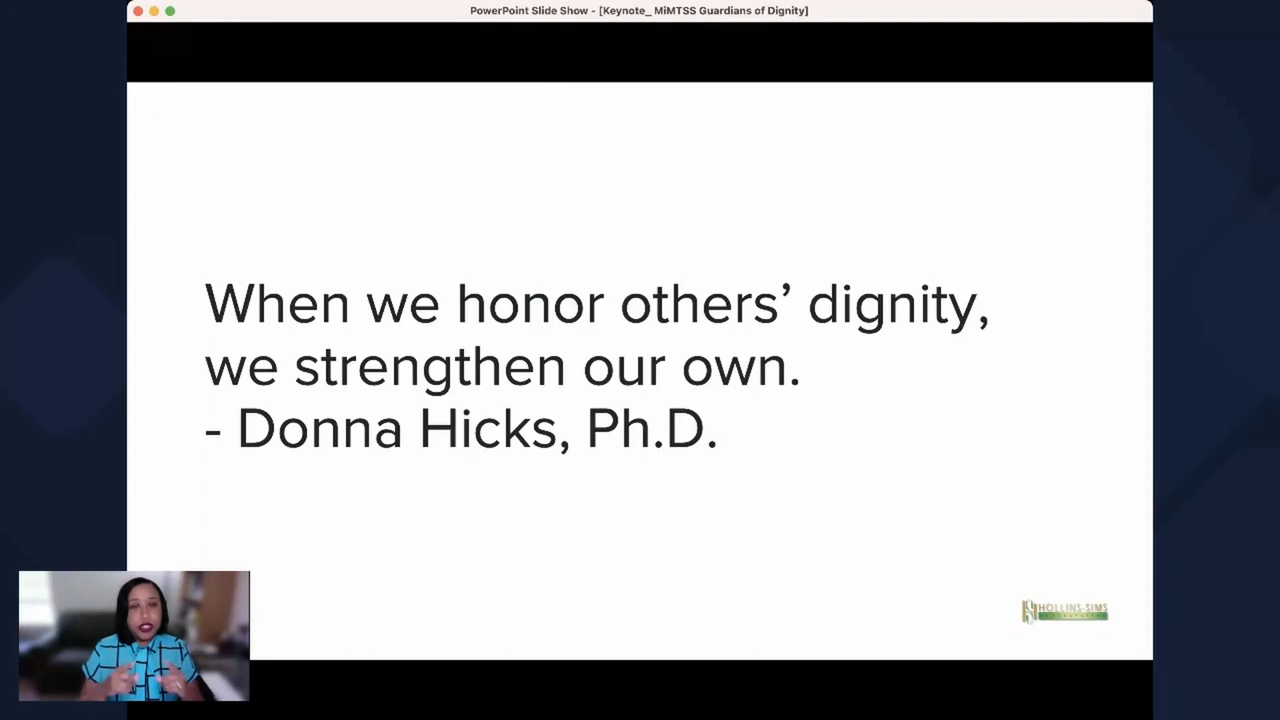 PowerPoint Slide Show - [Keynote_ MiMTSS Guardians of Dignity]
When we honor others’ dignity,
we strengthen our own.
- Donna Hicks, Ph.D.
HOLLINS-SIMS